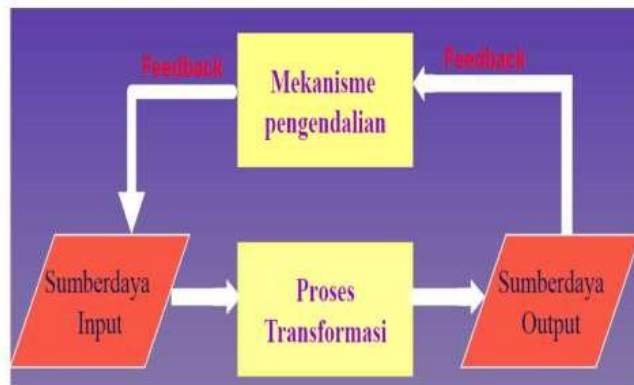 Feedback
Feedback
Mekanisme
pengendalian
Sumberdaya
Input
Proses
Transformasi
Sumberdaya
Output